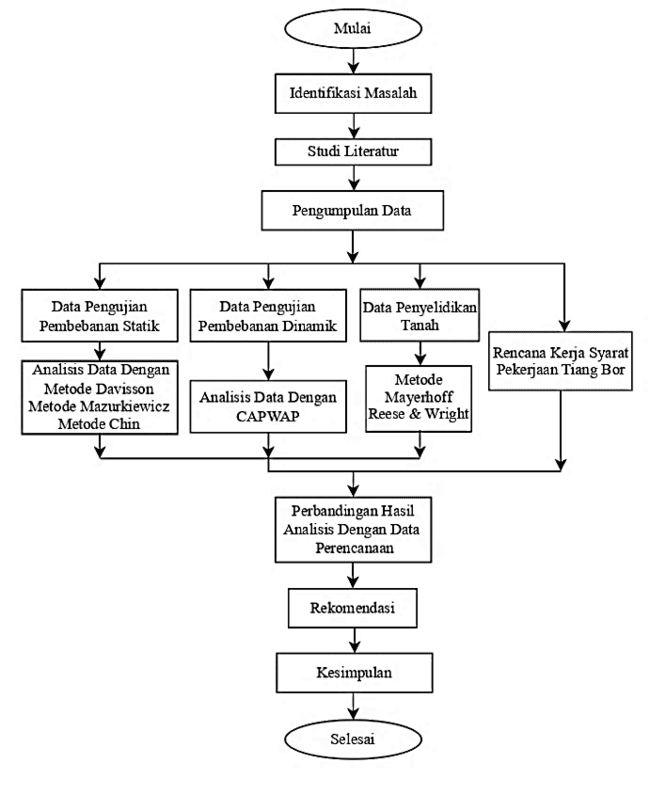 Mulai
Identifikasi Masalah
Studi Literatur
Pengumpulan Data
Data Pengujian
Pembebanan Statik
Data Pengujian
Pembebanan Dinamik
Data Penyelidikan
Tanah
Rencana Kerja Syarat
Pekerjaan Tiang Bor
Analisis Data Dengan
Metode Davisson
Metode Mazurkiewicz
Metode Chin
Analisis Data Dengan
CAPWAP
Metode
Mayerhoff
Reese & Wright
Perbandingan Hasil
Analisis Dengan Data
Perencanaan
Rekomendasi
Kesimpulan
Selesai